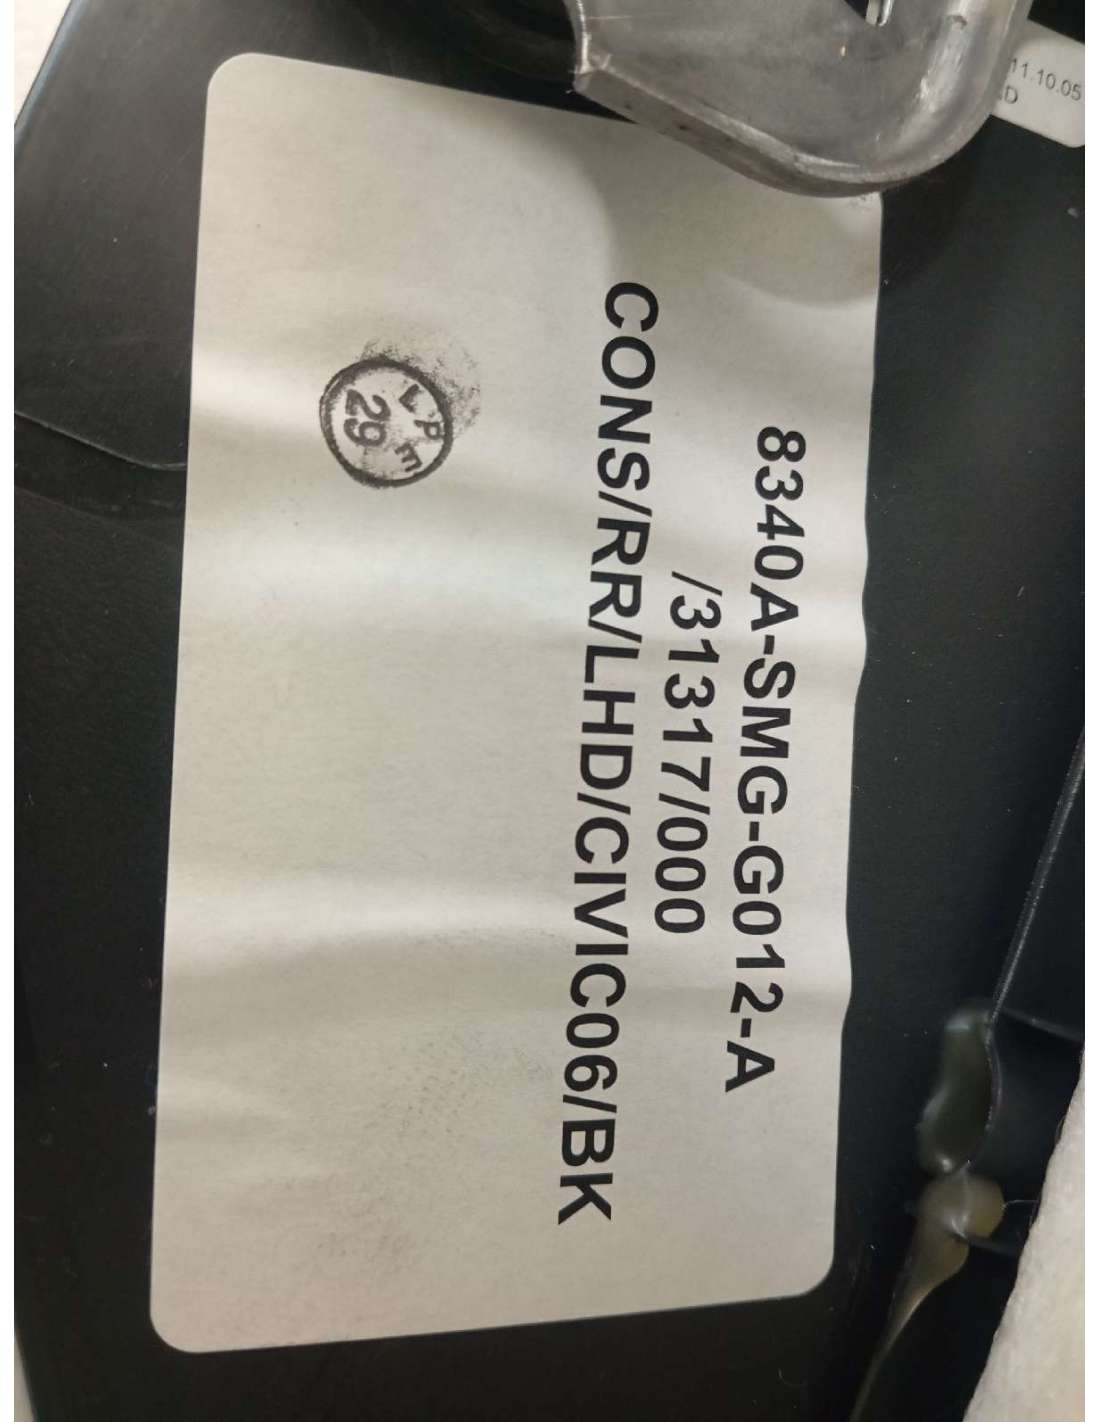 8340A-SMG-G012-A
/31317/000
CONS/RR/LHD/CIVIC06/BK
LPM
29
11.10.05
D